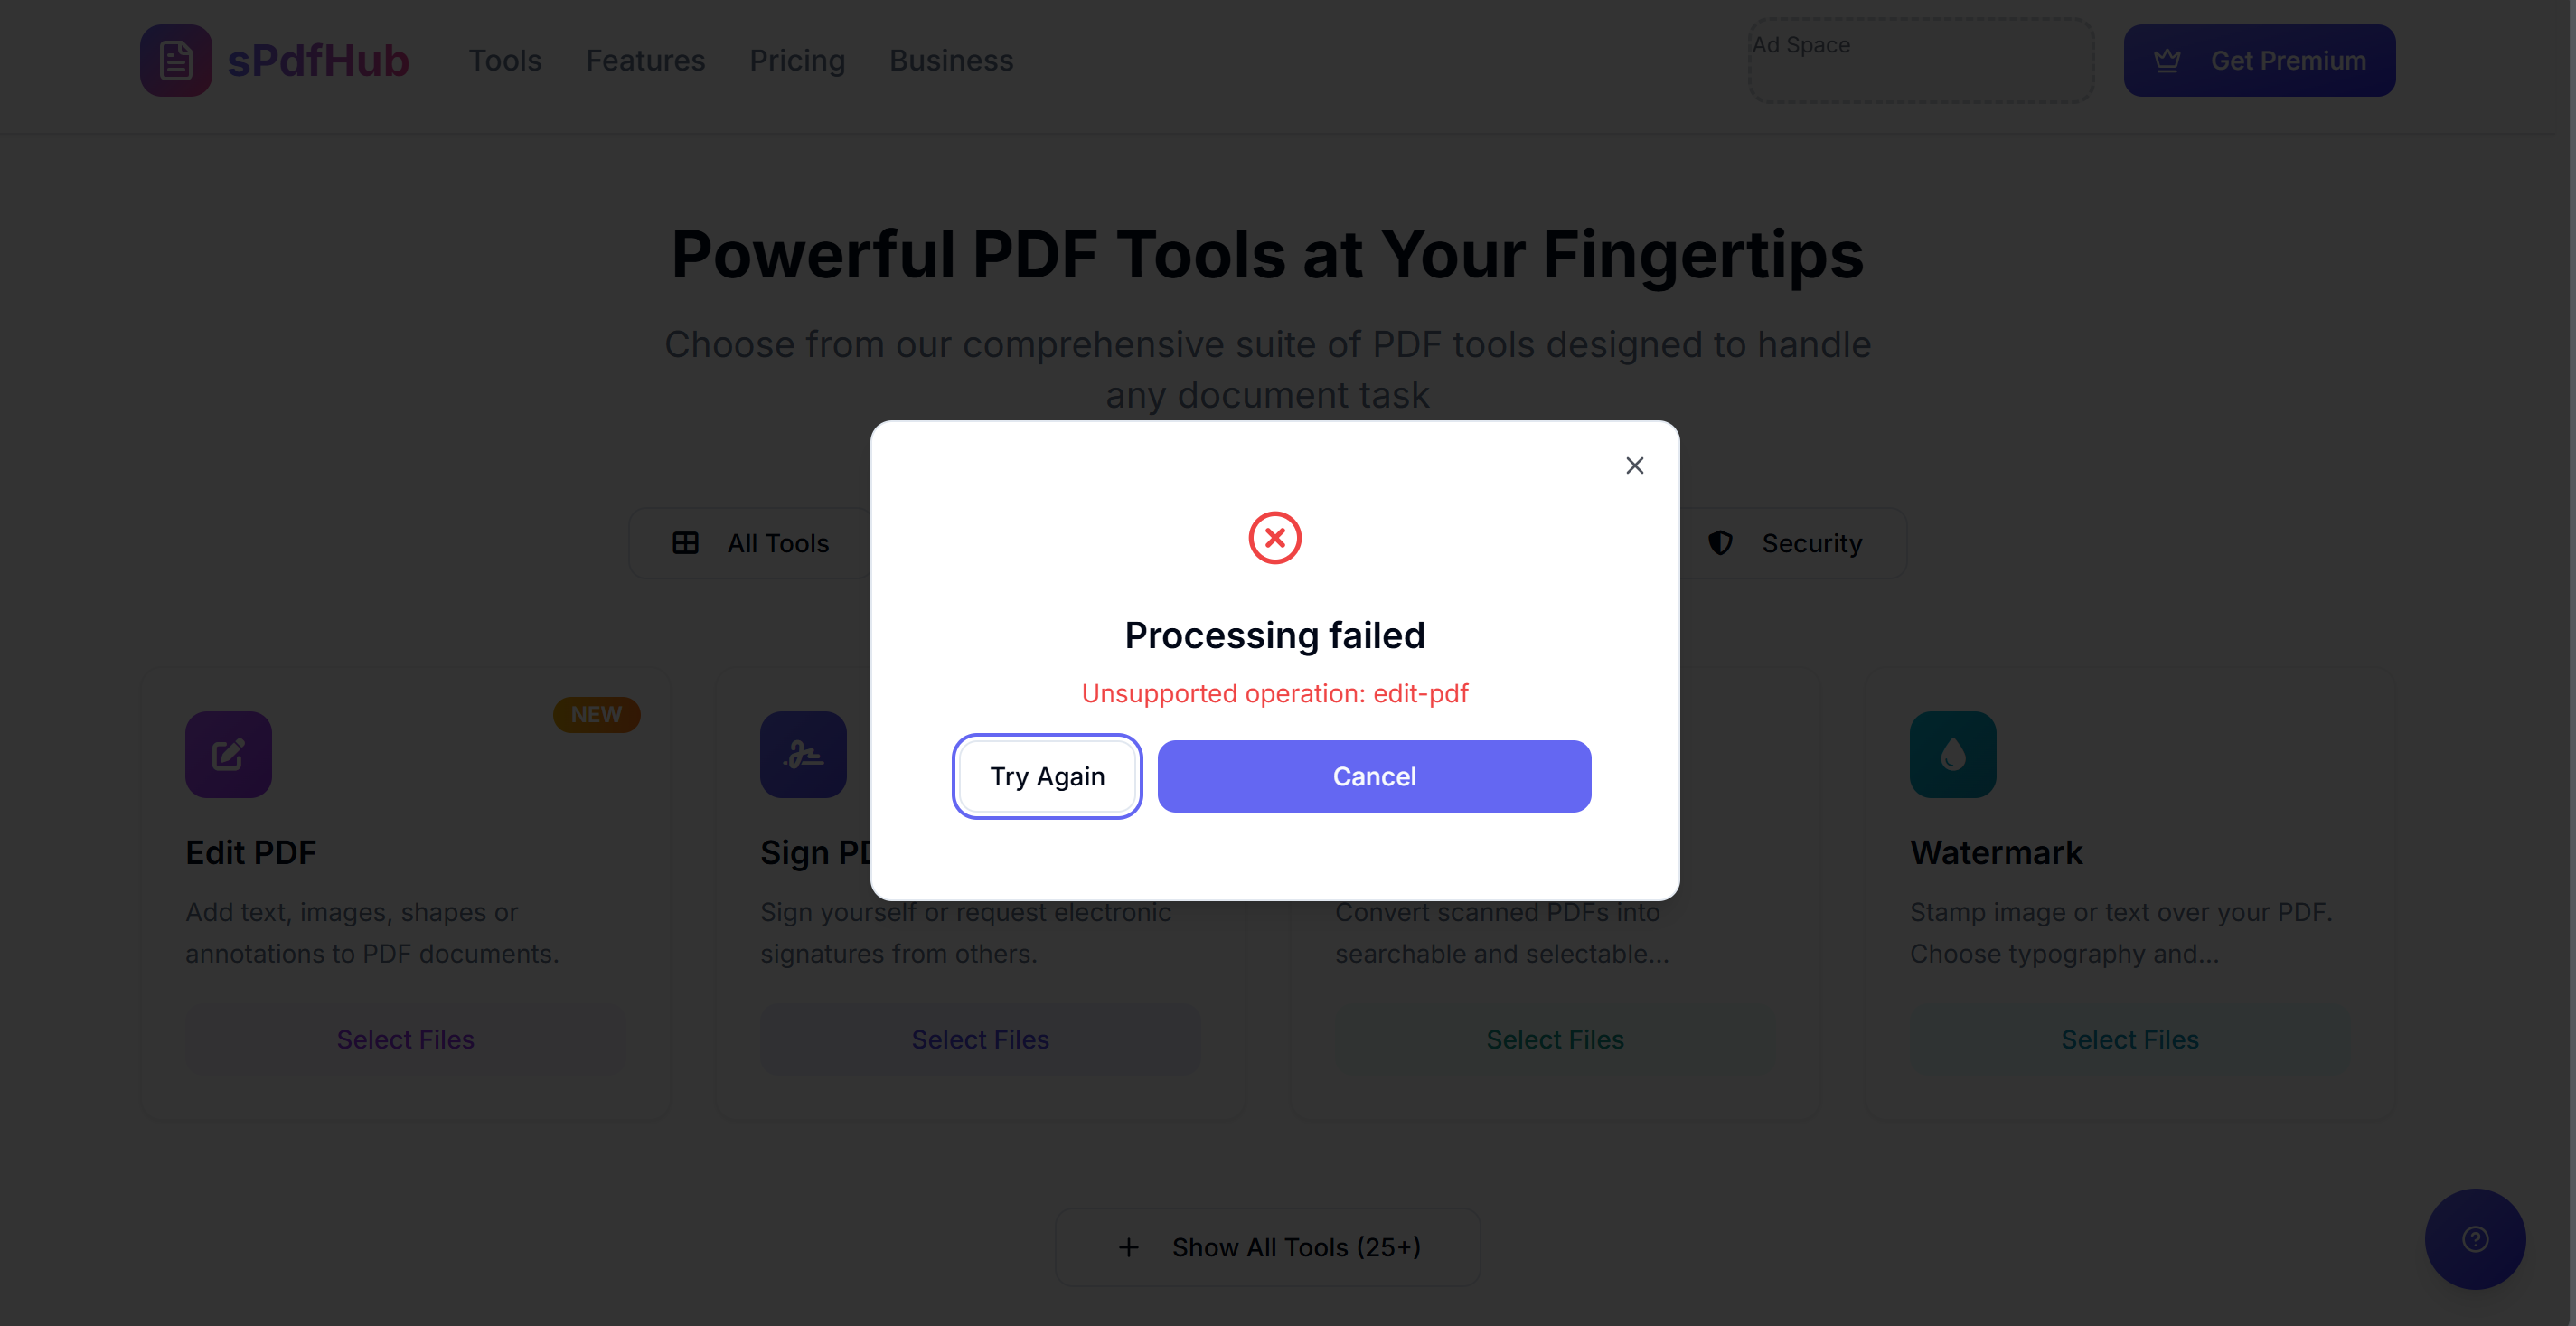 sPdfHub
Tools
Features
Pricing
Business
Ad Space
Get Premium
Powerful PDF Tools at Your Fingertips
Choose from our comprehensive suite of PDF tools designed to handle
any document task
All Tools
Security
Processing failed
Unsupported operation: edit-pdf
Try Again
Cancel
NEW
Edit PDF
Add text, images, shapes or
annotations to PDF documents.
Select Files
Sign PD
Sign yourself or request electronic
signatures from others.
Select Files
Convert scanned PDFs into
searchable and selectable...
Select Files
Watermark
Stamp image or text over your PDF.
Choose typography and...
Select Files
Show All Tools (25+)